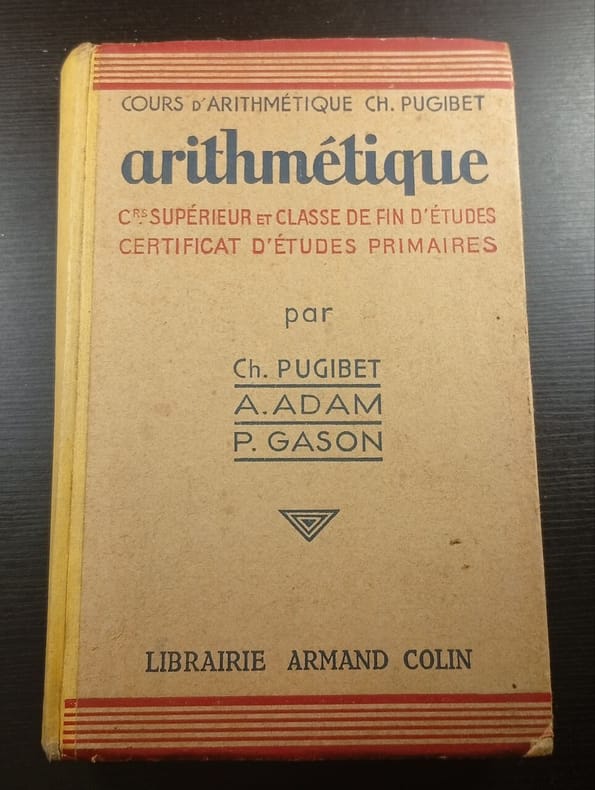 COURS D'ARITHMÉTIQUE CH. PUGIBET
arithmétique
CRS SUPÉRIEUR ET CLASSE DE FIN D'ÉTUDES
CERTIFICAT D'ÉTUDES PRIMAIRES
par
Ch. PUGIBET
A. ADAM
P. GASON
LIBRAIRIE ARMAND COLIN